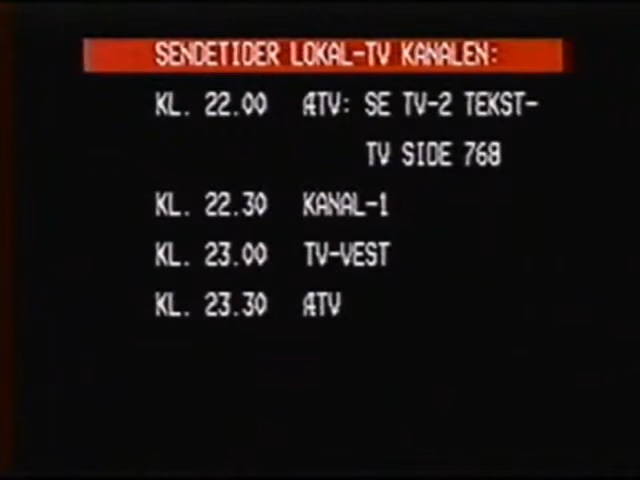 SENDETIDER LOKAL-TV KANALEN:
KL. 22.00 ATV: SE TV-2 TEKST-
TV SIDE 768
KL. 22.30 KANAL-1
KL. 23.00 TV-VEST
KL. 23.30 ATV